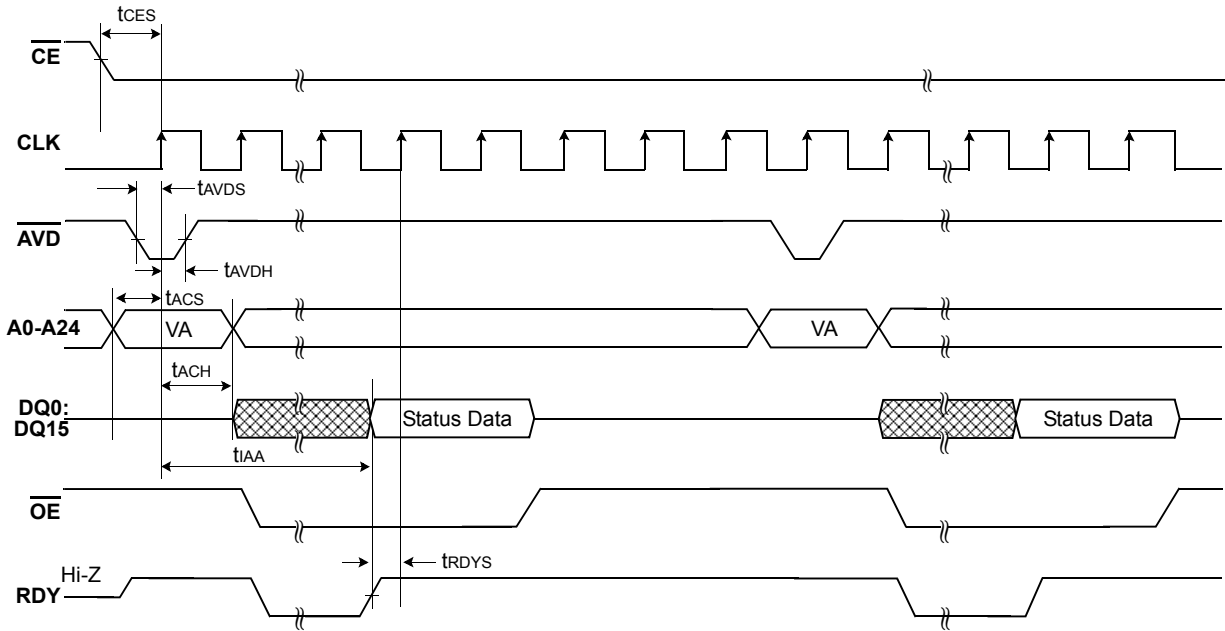 tCES
CE
CLK
tAVDS
AVD
tAVDH
tACS
A0-A24
VA
VA
tACH
DQ0:
DQ15
Status Data
Status Data
tIAA
OE
tRDYS
Hi-Z
RDY